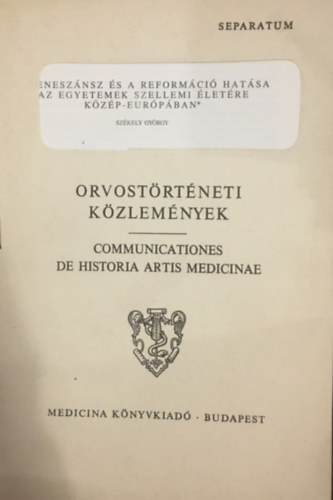 SEPARATUM
ENESZÁNSZ ÉS A REFORMÁCIÓ HATÁSA
AZ EGYETEMEK SZELLEMI ÉLETÉRE
KÖZÉP-EURÓPÁBAN*
SZÉKELY GYÖRGY
ORVOSTÖRTÉNETI
KÖZLEMÉNYEK
COMMUNICATIONES
DE HISTORIA ARTIS MEDICINAE
MEDICINA KÖNYVKIADÓ · BUDAPEST